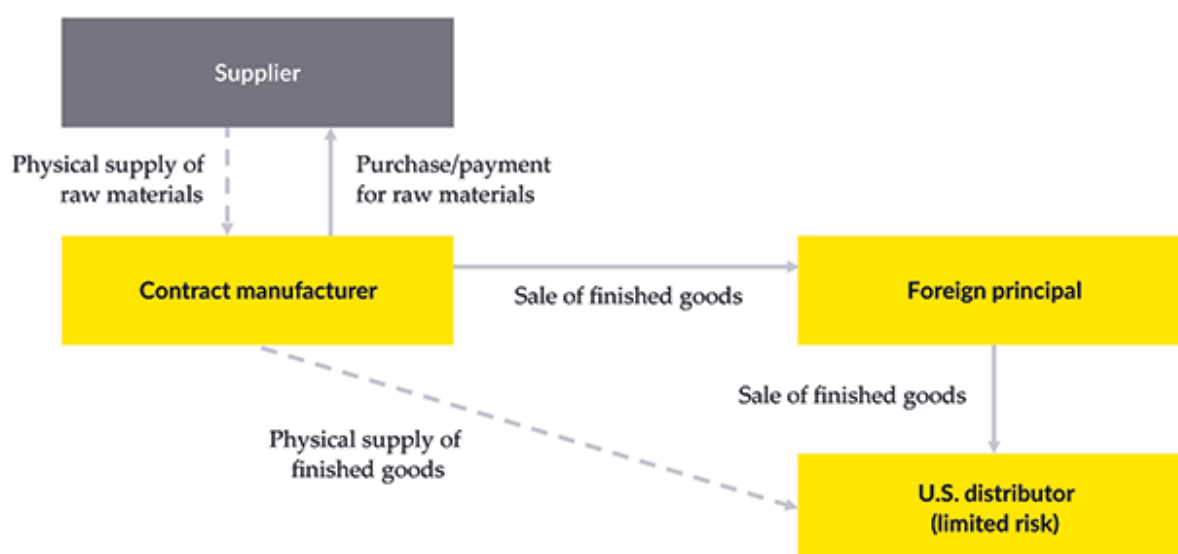 Supplier
Physical supply of
raw materials
Purchase/payment
for raw materials
Contract manufacturer
Sale of finished goods
Foreign principal
Sale of finished goods
Physical supply of
finished goods
U.S. distributor
(limited risk)